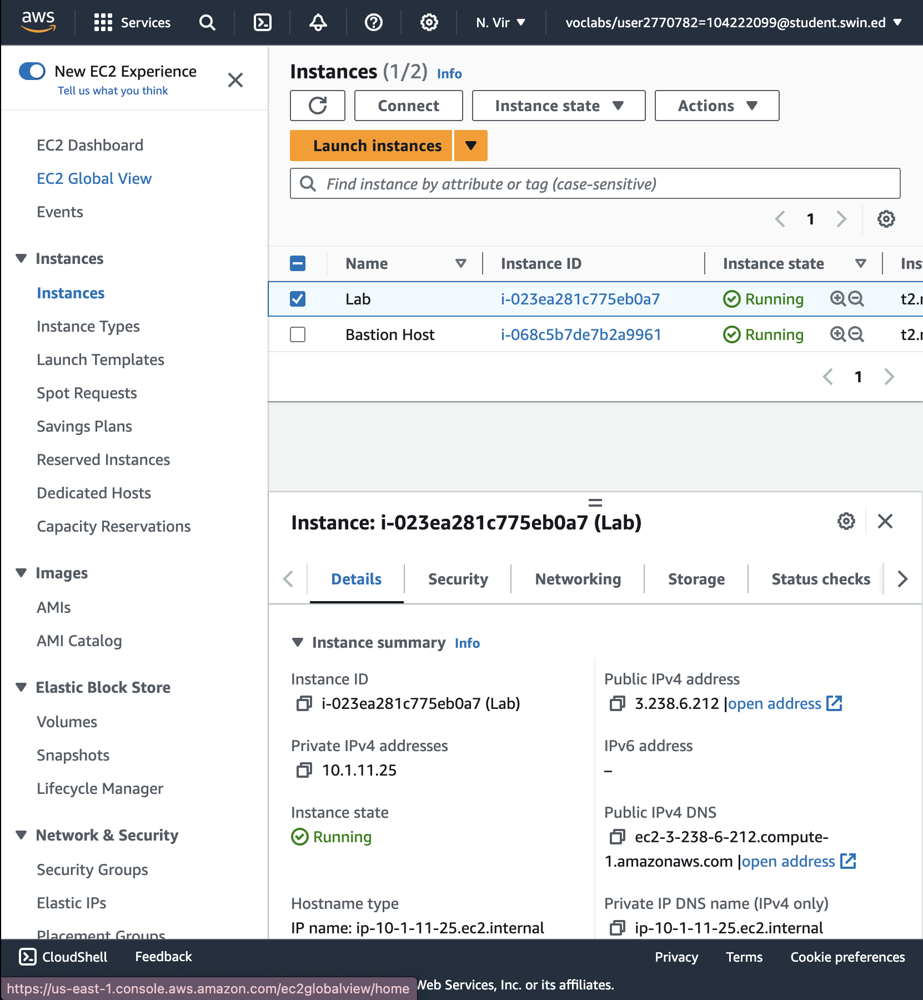 aws
Services
N. Vir
voclabs/user2770782=104222099@student.swin.ed
New EC2 Experience
Tell us what you think
EC2 Dashboard
EC2 Global View
Events
Instances
Instances
Instance Types
Launch Templates
Spot Requests
Savings Plans
Reserved Instances
Dedicated Hosts
Capacity Reservations
Images
AMIs
AMI Catalog
Elastic Block Store
Volumes
Snapshots
Lifecycle Manager
Network & Security
Security Groups
Elastic IPs
Placement Groups
Instances (1/2) Info
Connect
Instance state
Actions
Launch instances
Find instance by attribute or tag (case-sensitive)
1
Name Instance ID Instance state Ins
Lab i-023ea281c775eb0a7 Running t2.
Bastion Host i-068c5b7de7b2a9961 Running t2.
1
Instance: i-023ea281c775eb0a7 (Lab)
Details Security Networking Storage Status checks
Instance summary Info
Instance ID
i-023ea281c775eb0a7 (Lab)
Public IPv4 address
3.238.6.212 |open address
Private IPv4 addresses
10.1.11.25
IPv6 address
–
Instance state
Running
Public IPv4 DNS
ec2-3-238-6-212.compute-
1.amazonaws.com |open address
Hostname type
IP name: ip-10-1-11-25.ec2.internal
Private IP DNS name (IPv4 only)
ip-10-1-11-25.ec2.internal
CloudShell Feedback Privacy Terms Cookie preferences
https://us-east-1.console.aws.amazon.com/ec2globalview/home
Web Services, Inc. or its affiliates.